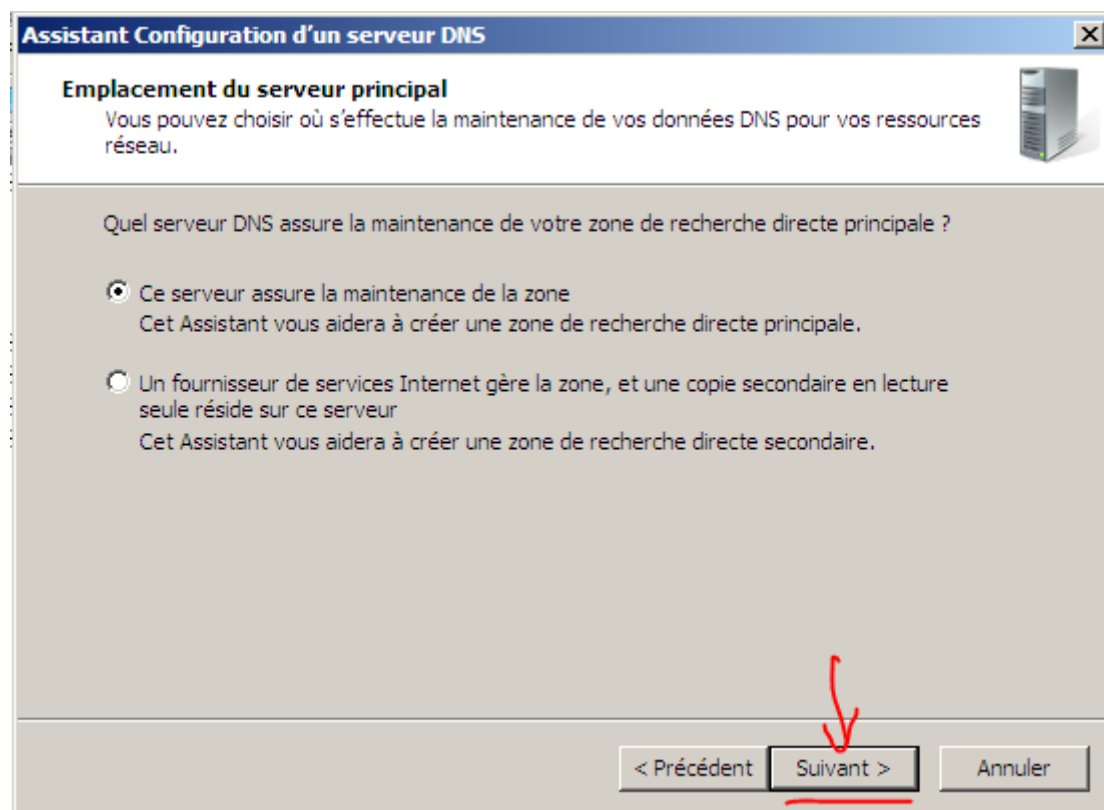 Assistant Configuration d'un serveur DNS
Emplacement du serveur principal
Vous pouvez choisir où s'effectue la maintenance de vos données DNS pour vos ressources
réseau.
Quel serveur DNS assure la maintenance de votre zone de recherche directe principale ?
Ce serveur assure la maintenance de la zone
Cet Assistant vous aidera à créer une zone de recherche directe principale.
Un fournisseur de services Internet gère la zone, et une copie secondaire en lecture
seule réside sur ce serveur
Cet Assistant vous aidera à créer une zone de recherche directe secondaire.
< Précédent Suivant > Annuler